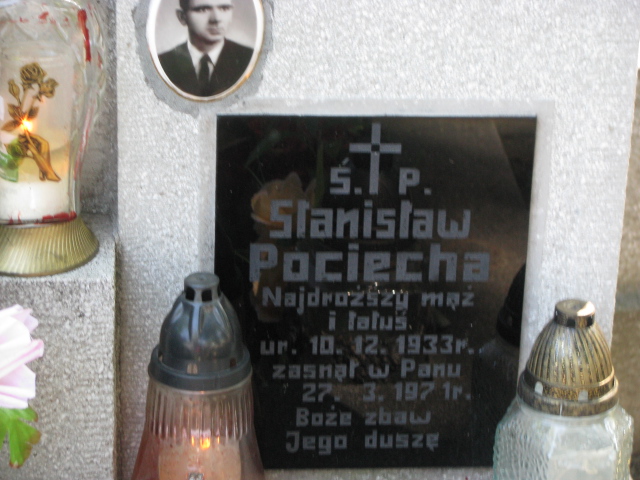 Ś. P.
Stanisław
Pociecha
Najdroższy mąż
i tatuś
ur. 10. 12. 1933r.
zasnął w Panu
27. 3. 1971r.
Boże zbaw
Jego duszę